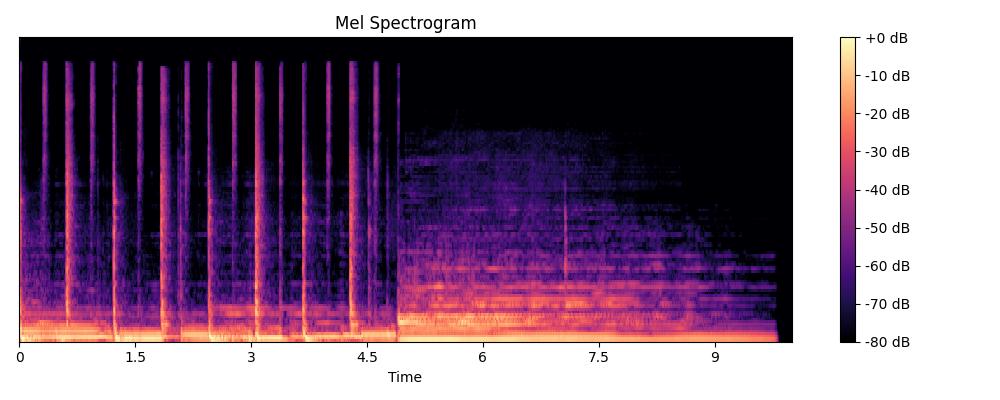 Mel Spectrogram
+0 dB
-10 dB
-20 dB
-30 dB
-40 dB
-50 dB
-60 dB
-70 dB
-80 dB
0 1.5 3 4.5 6 7.5 9
Time